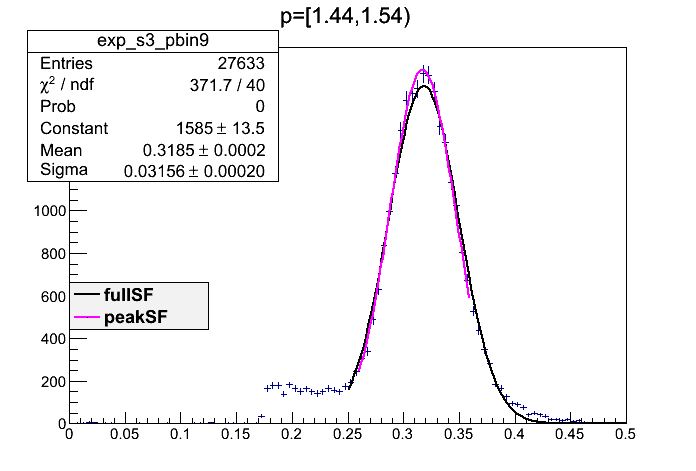 p=[1.44,1.54)
exp_s3_pbin9
Entries 27633
χ² / ndf 371.7 / 40
Prob 0
Constant 1585 ± 13.5
Mean 0.3185 ± 0.0002
Sigma 0.03156 ± 0.00020
1000
800
600
fullSF
peakSF
400
200
0
0 0.05 0.1 0.15 0.2 0.25 0.3 0.35 0.4 0.45 0.5